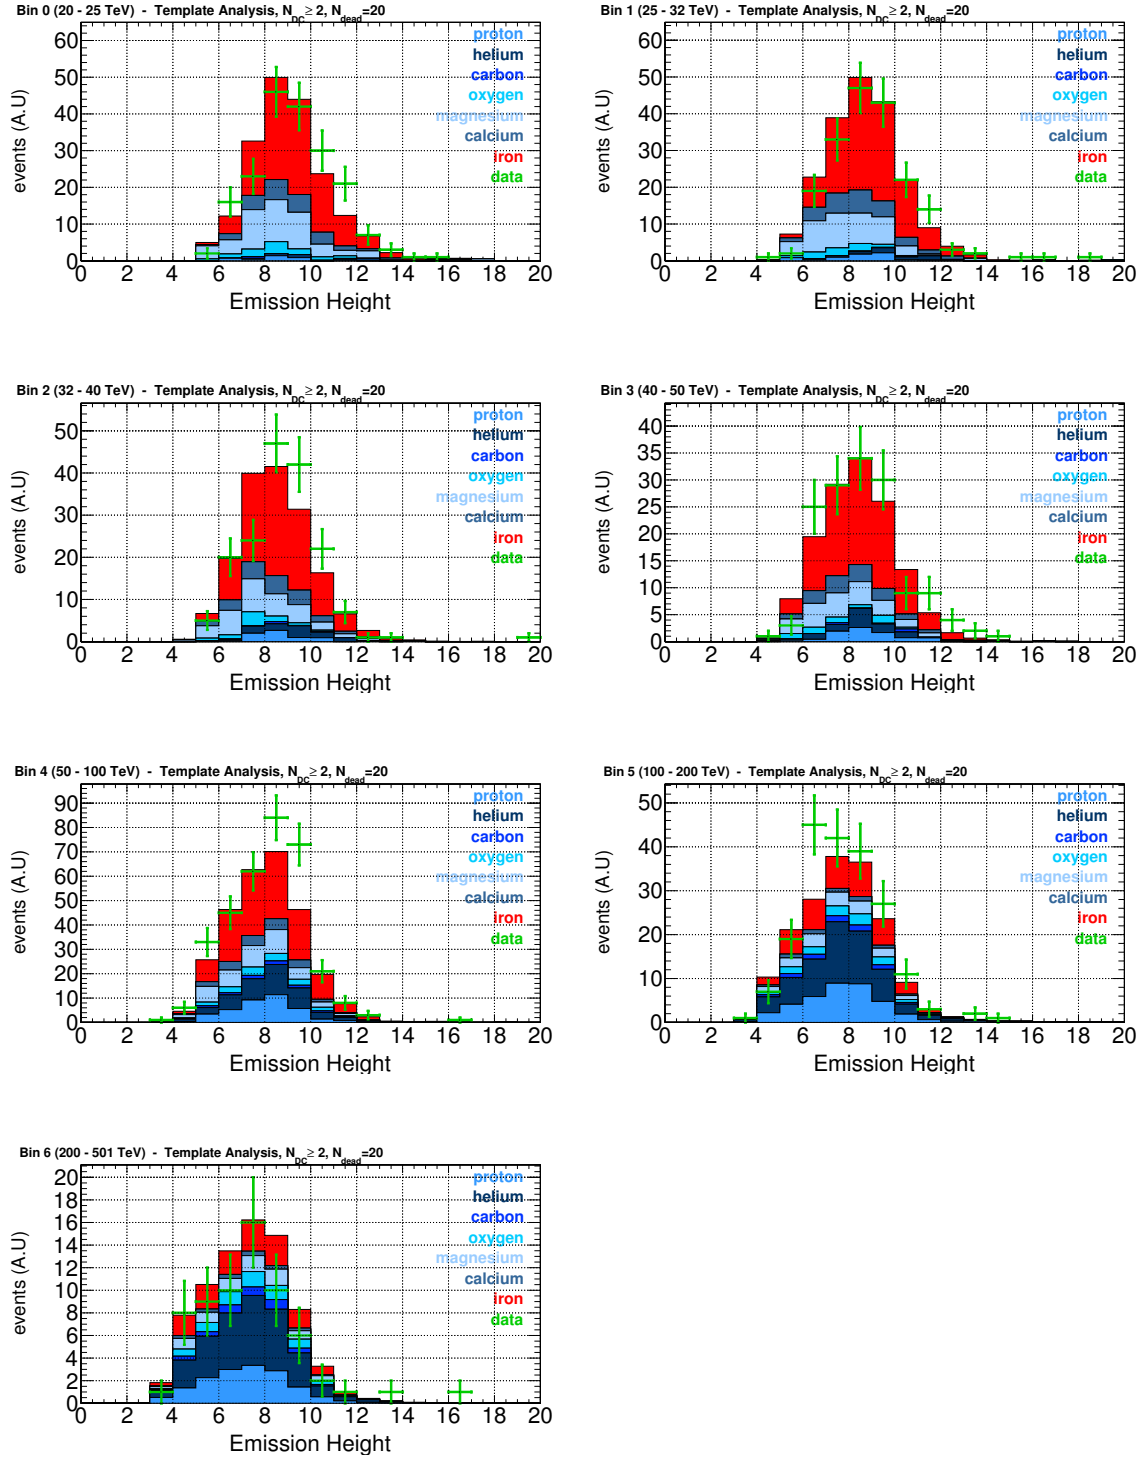 Bin 0 (20 - 25 TeV) - Template Analysis, N_DC ≥ 2, N_dead=20
events (A.U)
60
50
40
30
20
10
0
0 2 4 6 8 10 12 14 16 18 20
Emission Height
proton
helium
carbon
oxygen
magnesium
calcium
iron
data
Bin 1 (25 - 32 TeV) - Template Analysis, N_DC ≥ 2, N_dead=20
events (A.U)
60
50
40
30
20
10
0
0 2 4 6 8 10 12 14 16 18 20
Emission Height
proton
helium
carbon
oxygen
magnesium
calcium
iron
data
Bin 2 (32 - 40 TeV) - Template Analysis, N_DC ≥ 2, N_dead=20
events (A.U)
50
40
30
20
10
0
0 2 4 6 8 10 12 14 16 18 20
Emission Height
proton
helium
carbon
oxygen
magnesium
calcium
iron
data
Bin 3 (40 - 50 TeV) - Template Analysis, N_DC ≥ 2, N_dead=20
events (A.U)
40
35
30
25
20
15
10
5
0
0 2 4 6 8 10 12 14 16 18 20
Emission Height
proton
helium
carbon
oxygen
magnesium
calcium
iron
data
Bin 4 (50 - 100 TeV) - Template Analysis, N_DC ≥ 2, N_dead=20
events (A.U)
90
80
70
60
50
40
30
20
10
0
0 2 4 6 8 10 12 14 16 18 20
Emission Height
proton
helium
carbon
oxygen
magnesium
calcium
iron
data
Bin 5 (100 - 200 TeV) - Template Analysis, N_DC ≥ 2, N_dead=20
events (A.U)
50
40
30
20
10
0
0 2 4 6 8 10 12 14 16 18 20
Emission Height
proton
helium
carbon
oxygen
magnesium
calcium
iron
data
Bin 6 (200 - 501 TeV) - Template Analysis, N_DC ≥ 2, N_dead=20
events (A.U)
20
18
16
14
12
10
8
6
4
2
0
0 2 4 6 8 10 12 14 16 18 20
Emission Height
proton
helium
carbon
oxygen
magnesium
calcium
iron
data